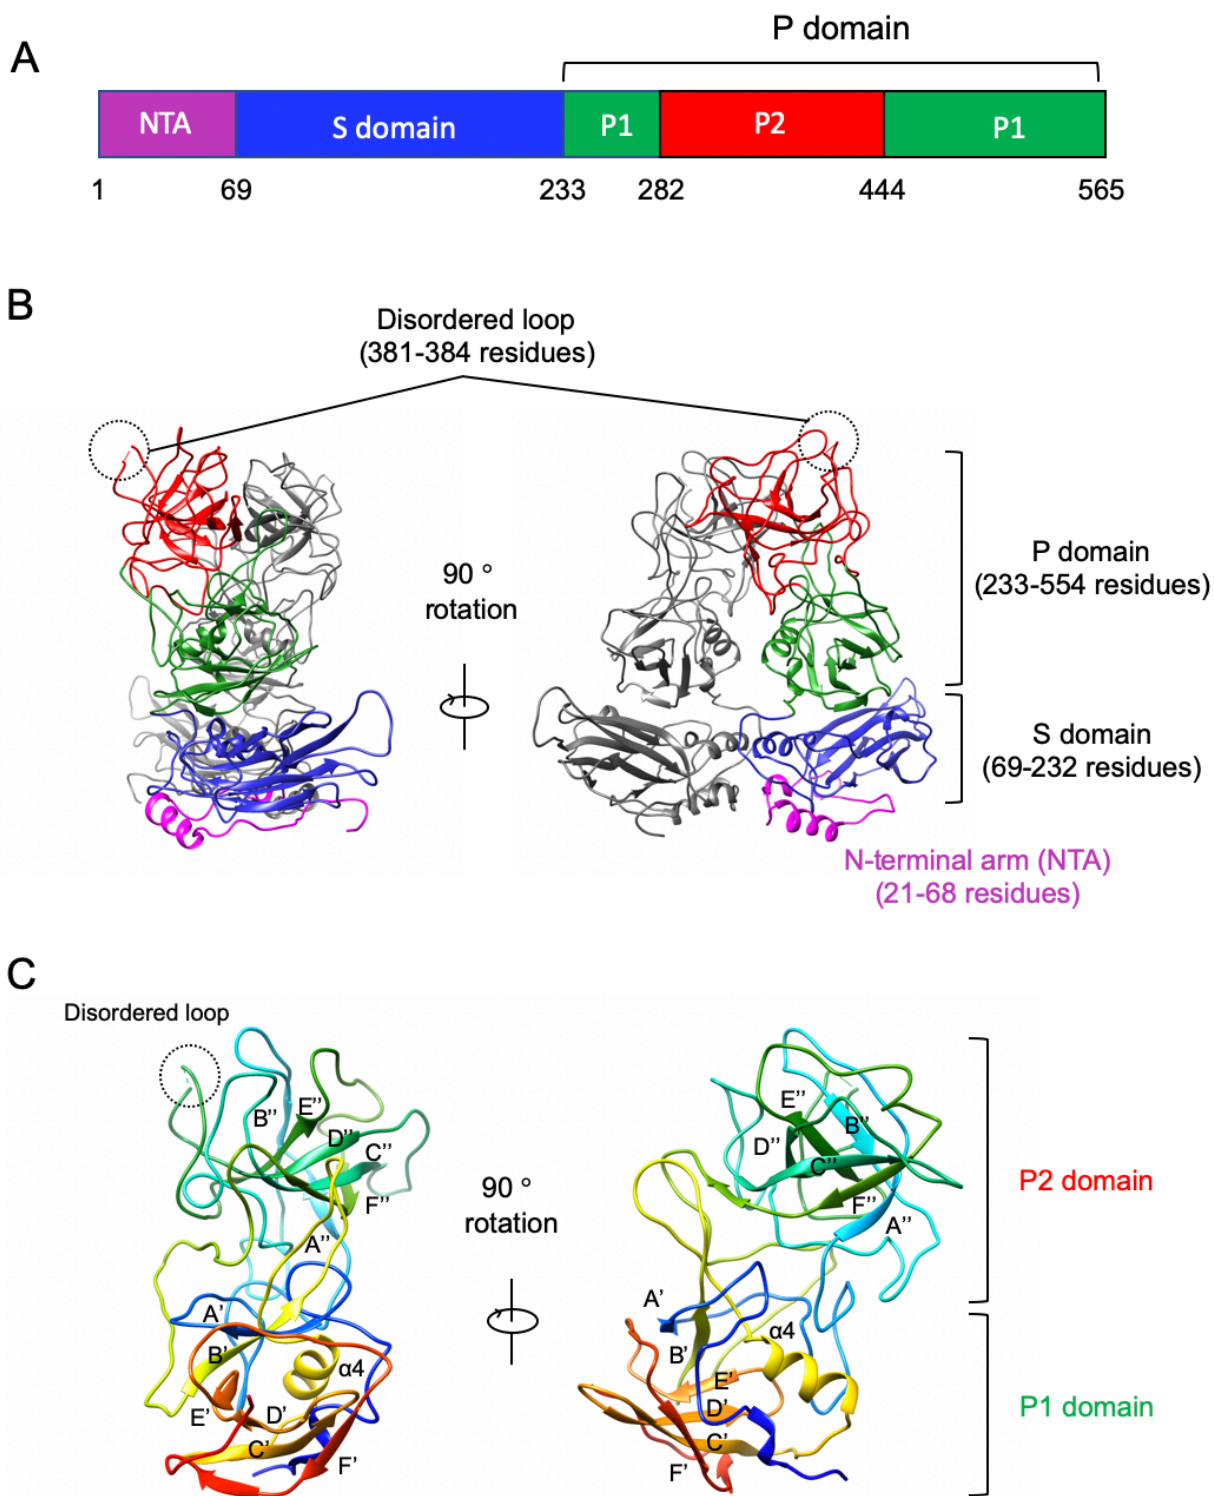 A
P domain
NTA
S domain
P1
P2
P1
1
69
233
282
444
565
B
Disordered loop
(381-384 residues)
90 °
rotation
P domain
(233-554 residues)
S domain
(69-232 residues)
N-terminal arm (NTA)
(21-68 residues)
C
Disordered loop
B’’
E’’
D’’
C’’
F’’
A’’
A’
B’
α4
E’
D’
C’
F’
90 °
rotation
E’’
B’’
D’’
C’’
F’’
A’’
A’
α4
B’
E’
D’
C’
F’
P2 domain
P1 domain